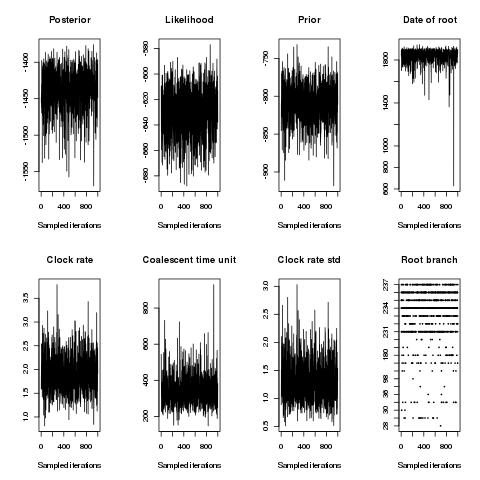 Posterior Likelihood Prior Date of root
-1400 -1450 -1500 -1550
-580 -600 -620 -640 -660 -680
-750 -800 -850 -900
1800 1400 1000 800 600
0 400 800 0 400 800 0 400 800 0 400 800
Sampled iterations Sampled iterations Sampled iterations Sampled iterations
Clock rate Coalescent time unit Clock rate std Root branch
3.5 3.0 2.5 2.0 1.5 1.0
800 600 400 200
3.0 2.5 2.0 1.5 1.0 0.5
237 234 231 180 98 36 30 28
0 400 800 0 400 800 0 400 800 0 400 800
Sampled iterations Sampled iterations Sampled iterations Sampled iterations